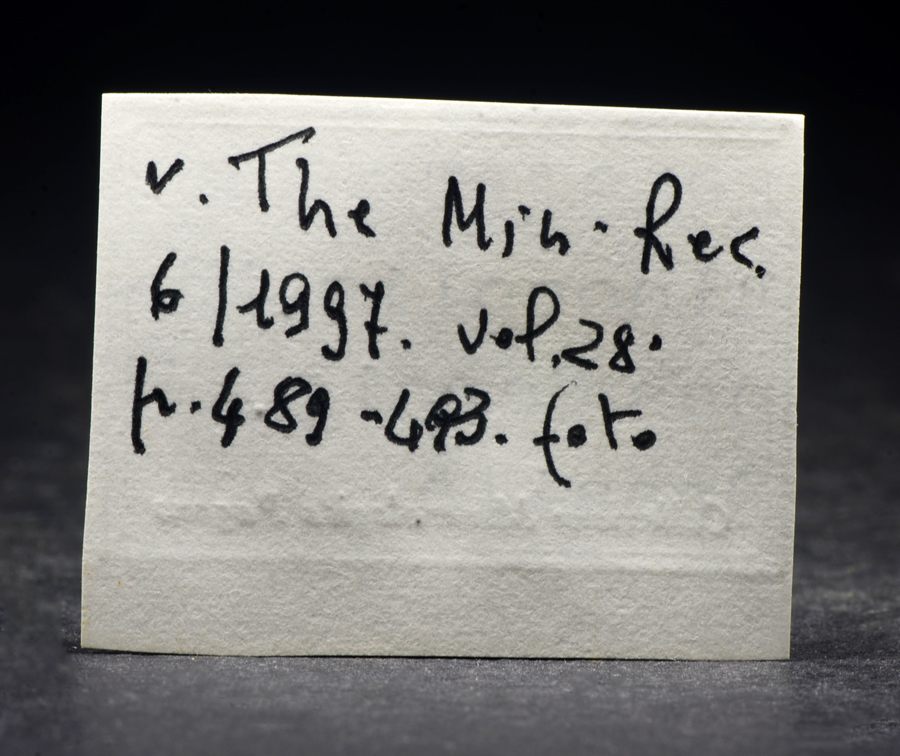 v. The Min. Rec.
6/1997. vol. 28.
p. 489-493. foto